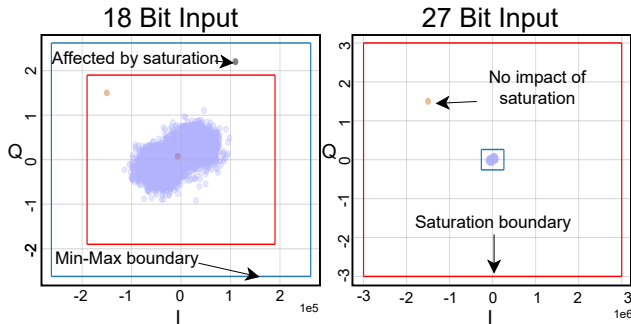 18 Bit Input
27 Bit Input
Affected by saturation
No impact of
saturation
Saturation boundary
Min-Max boundary
Q
2
1
0
-1
-2
-2
-1
0
1
2
1e5
I
Q
3
2
1
0
-1
-2
-3
-3
-2
-1
0
1
2
3
1e6
I